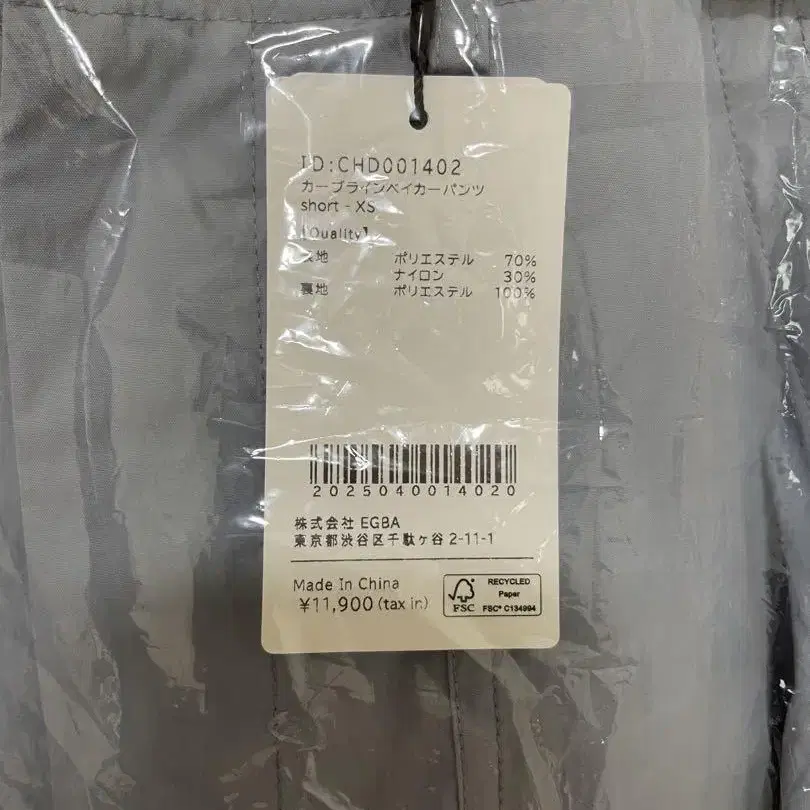 ID:CHD001402
カーブラインベイカーパンツ
short - XS
【Quality】
表地 ポリエステル 70%
ナイロン 30%
裏地 ポリエステル 100%
2025040014020
株式会社 EGBA
東京都渋谷区千駄ヶ谷 2-11-1
Made In China
¥11,900 (tax in)
FSC
RECYCLED
Paper
FSC® C134994